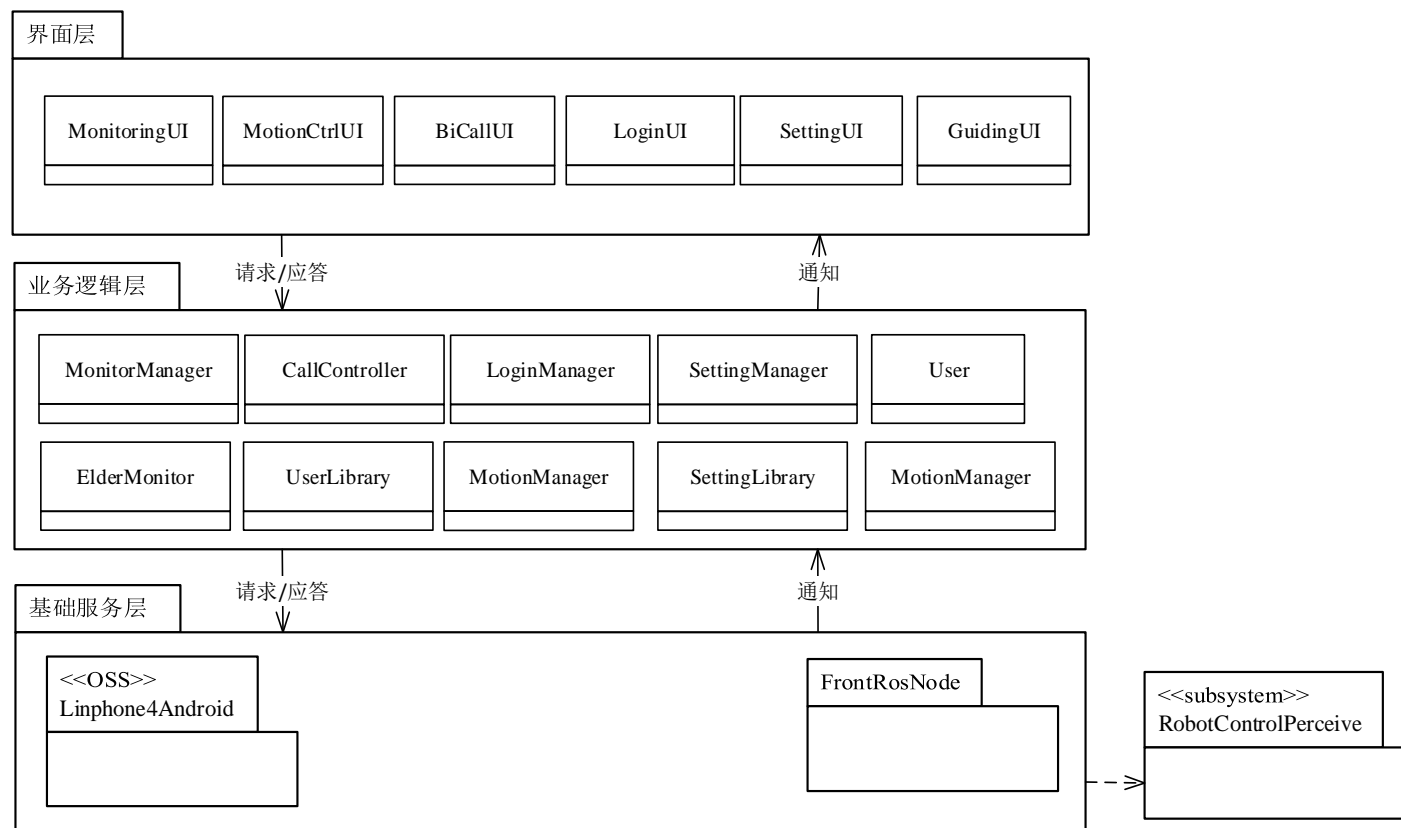 界面层
MonitoringUI
MotionCtrlUI
BiCallUI
LoginUI
SettingUI
GuidingUI
请求/应答
通知
业务逻辑层
MonitorManager
CallController
LoginManager
SettingManager
User
ElderMonitor
UserLibrary
MotionManager
SettingLibrary
MotionManager
请求/应答
通知
基础服务层
<<OSS>>
Linphone4Android
FrontRosNode
<<subsystem>>
RobotControlPerceive